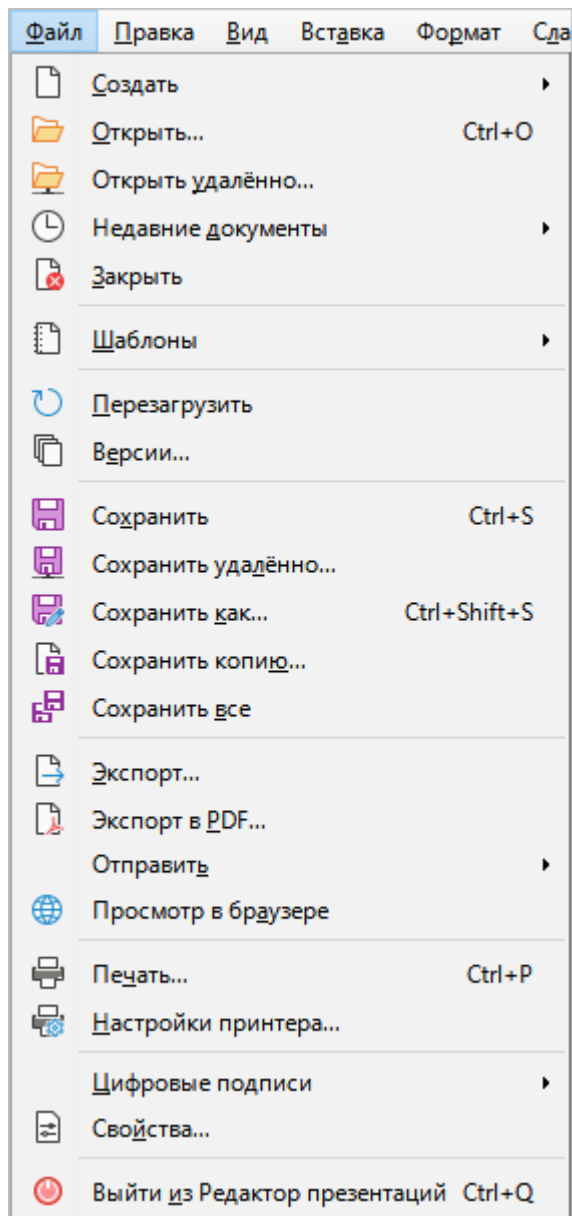 Файл Правка Вид Вставка Формат Сла
Создать
Открыть... Ctrl+O
Открыть удалённо...
Недавние документы
Закрыть
Шаблоны
Перезагрузить
Версии...
Сохранить Ctrl+S
Сохранить удалённо...
Сохранить как... Ctrl+Shift+S
Сохранить копию...
Сохранить все
Экспорт...
Экспорт в PDF...
Отправить
Просмотр в браузере
Печать... Ctrl+P
Настройки принтера...
Цифровые подписи
Свойства...
Выйти из Редактор презентаций Ctrl+Q